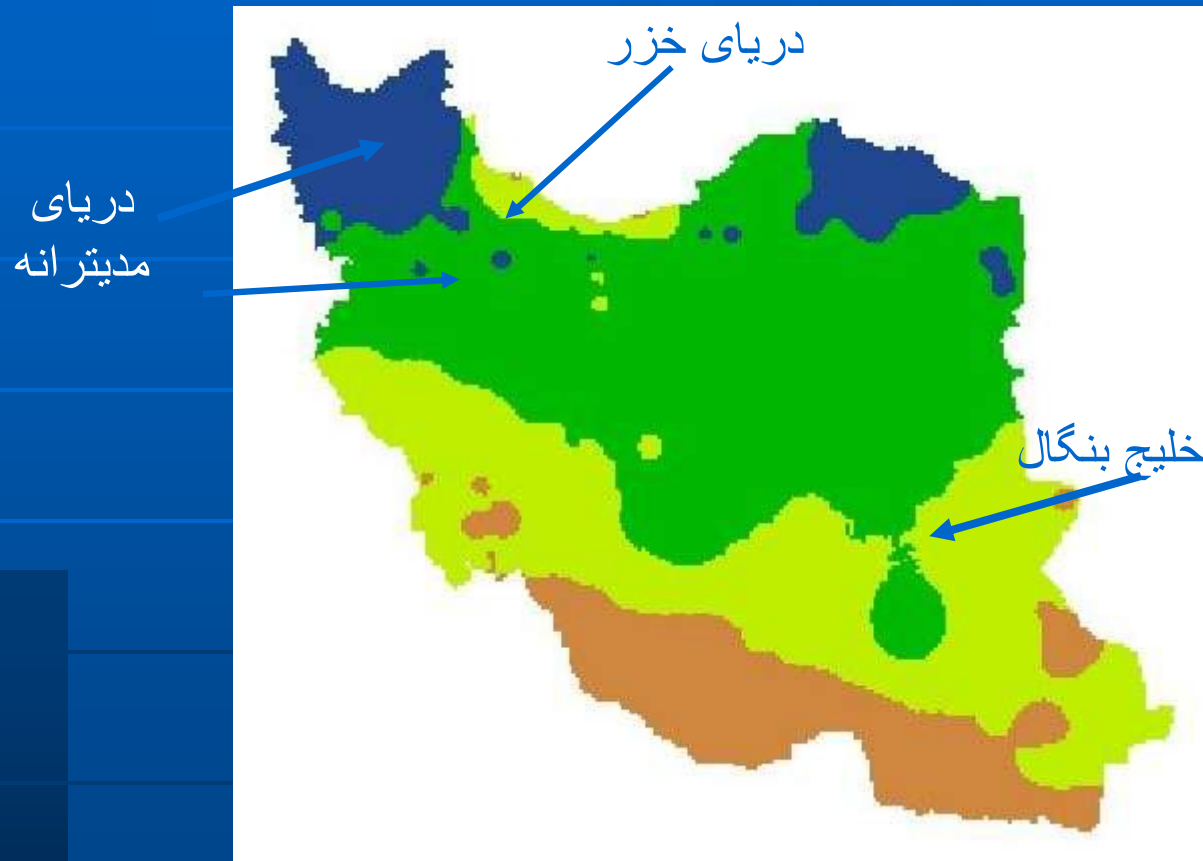 دریای خزر
دریای
مدیترانه
خلیج بنگال